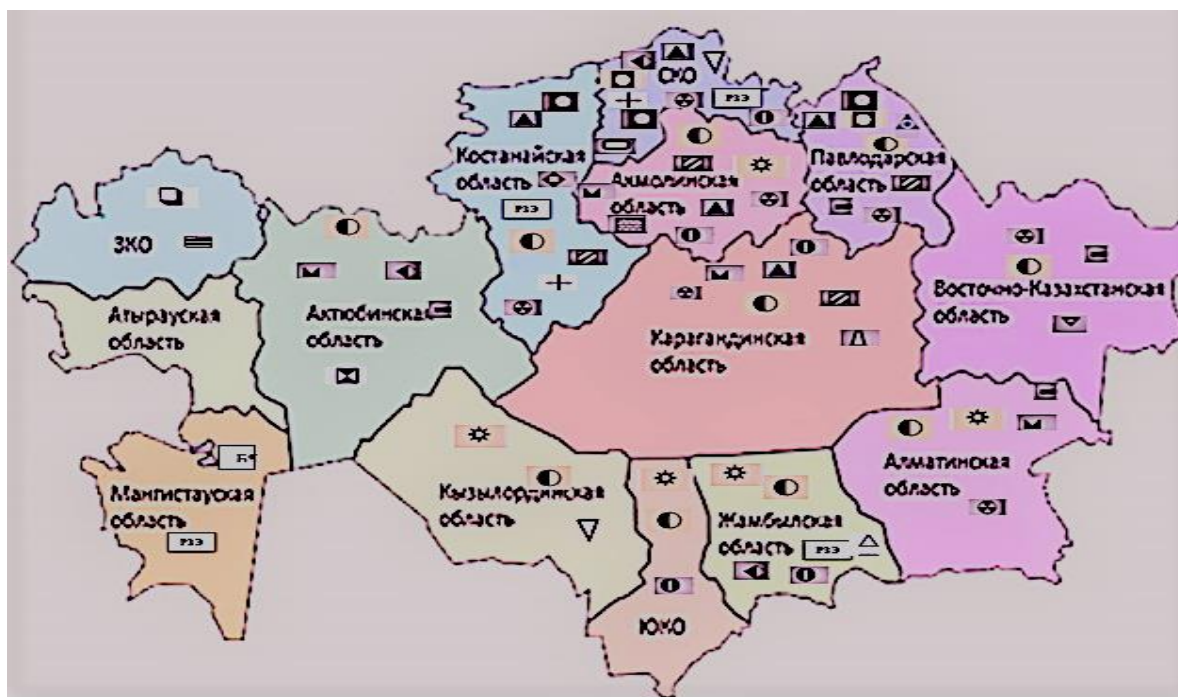 СКО
РЗЭ
Костанайская
область
Акмолинская
область
Павлодарская
область
РЗЭ
ЗКО
Атырауская
область
Актюбинская
область
Карагандинская
область
Восточно-Казахстанская
область
Мангистауская
область
РЗЭ
Кызылординская
область
Жамбылская
область
РЗЭ
Алматинская
область
ЮКО